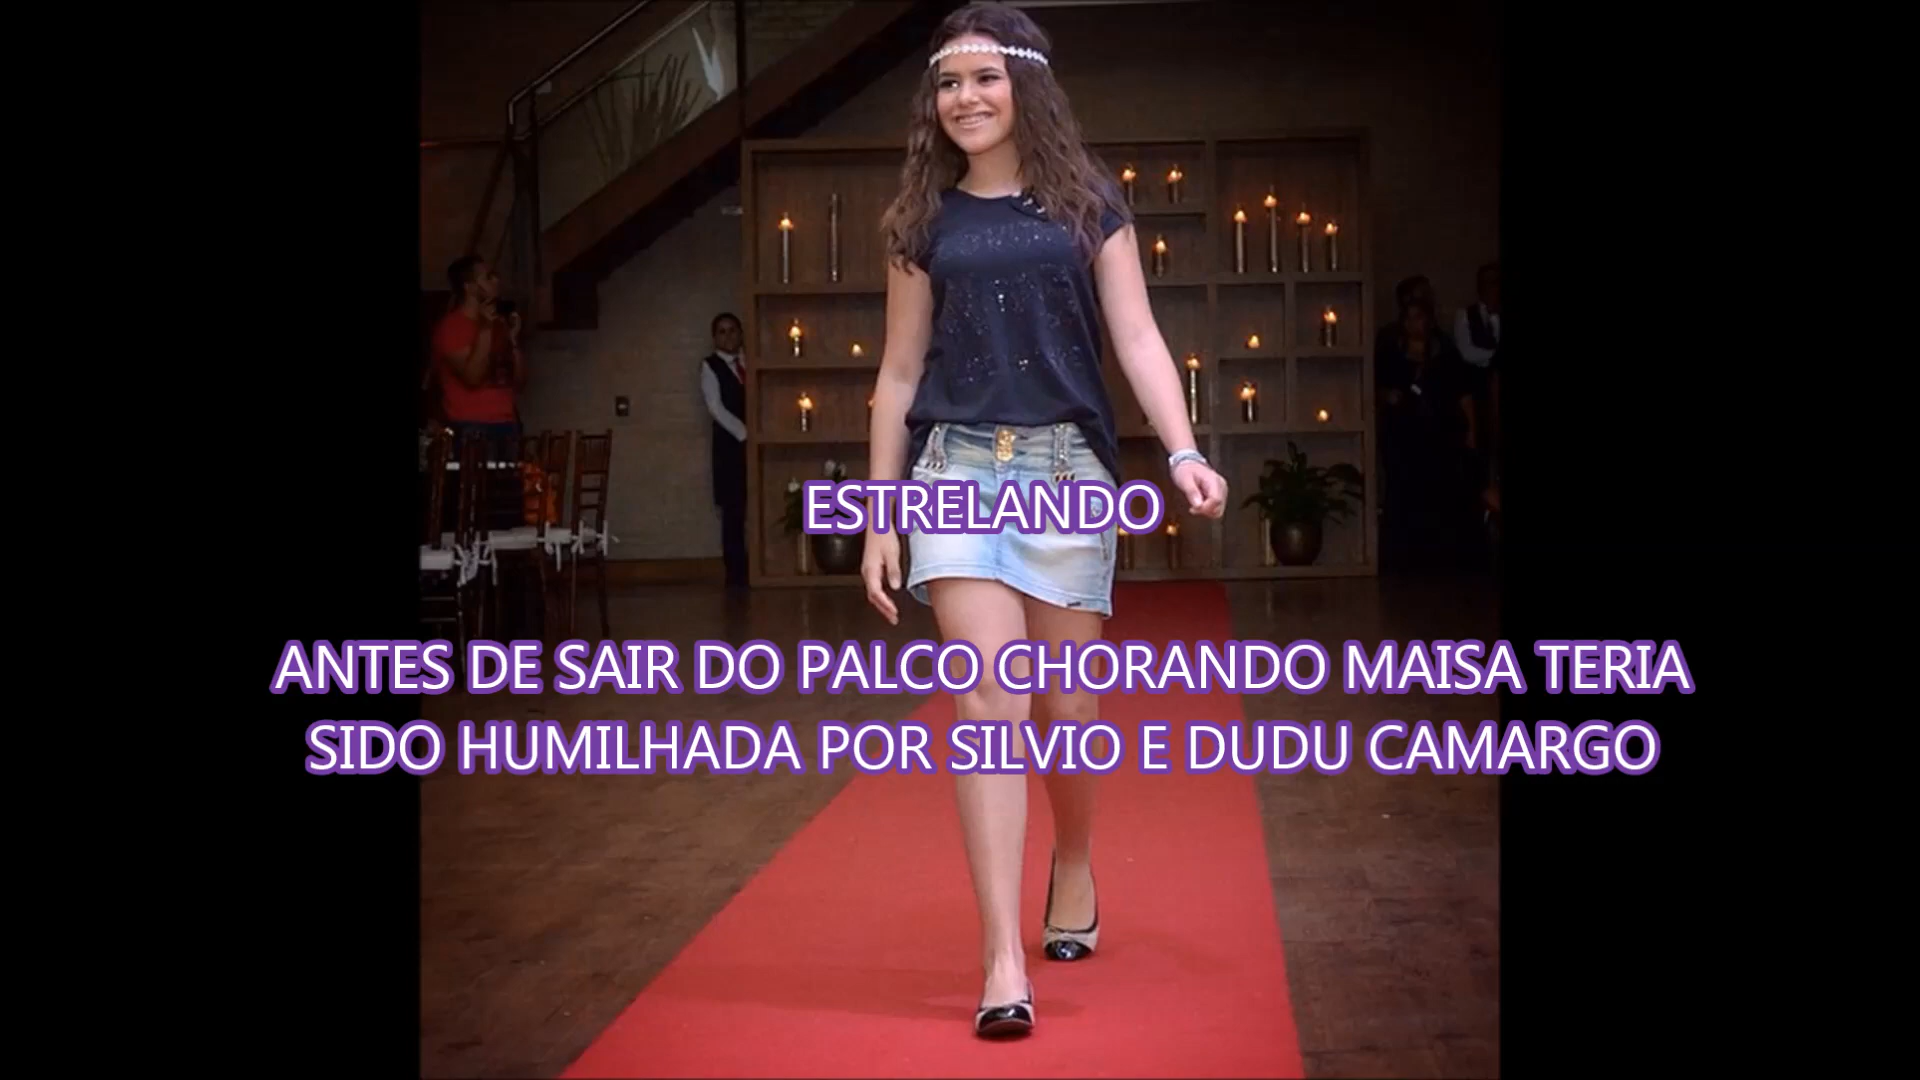 ESTRELANDO
ANTES DE SAIR DO PALCO CHORANDO MAISA TERIA
SIDO HUMILHADA POR SILVIO E DUDU CAMARGO